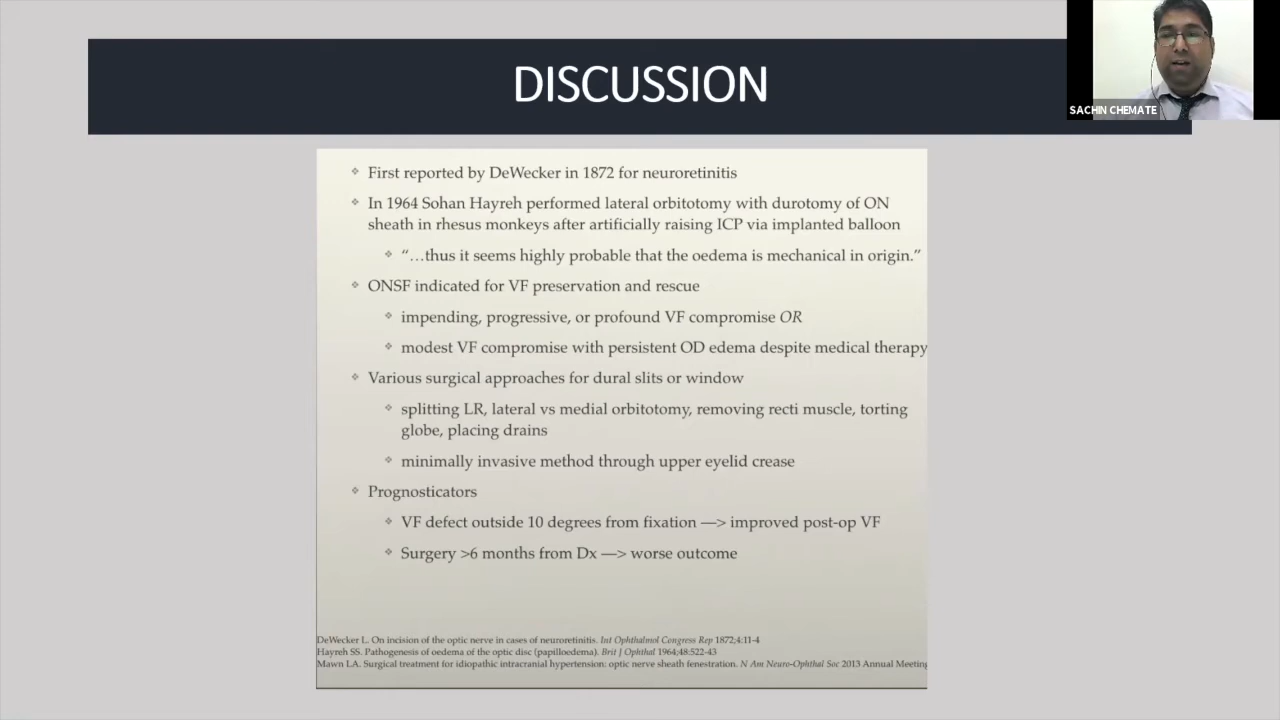 DISCUSSION
SACHIN CHEMATE
First reported by DeWecker in 1872 for neuroretinitis
In 1964 Sohan Hayreh performed lateral orbitotomy with durotomy of ON
sheath in rhesus monkeys after artificially raising ICP via implanted balloon
“…thus it seems highly probable that the oedema is mechanical in origin.”
ONSF indicated for VF preservation and rescue
impending, progressive, or profound VF compromise OR
modest VF compromise with persistent OD edema despite medical therapy
Various surgical approaches for dural slits or window
splitting LR, lateral vs medial orbitotomy, removing recti muscle, torting
globe, placing drains
minimally invasive method through upper eyelid crease
Prognosticators
VF defect outside 10 degrees from fixation —> improved post-op VF
Surgery >6 months from Dx —> worse outcome
DeWecker L. On incision of the optic nerve in cases of neuroretinitis. Int Ophthalmol Congress Rep 1872;4:11-4
Hayreh SS. Pathogenesis of oedema of the optic disc (papilloedema). Brit J Ophthal 1964;48:522-43
Mawn LA. Surgical treatment for idiopathic intracranial hypertension: optic nerve sheath fenestration. N Am Neuro-Ophthal Soc 2013 Annual Meeting